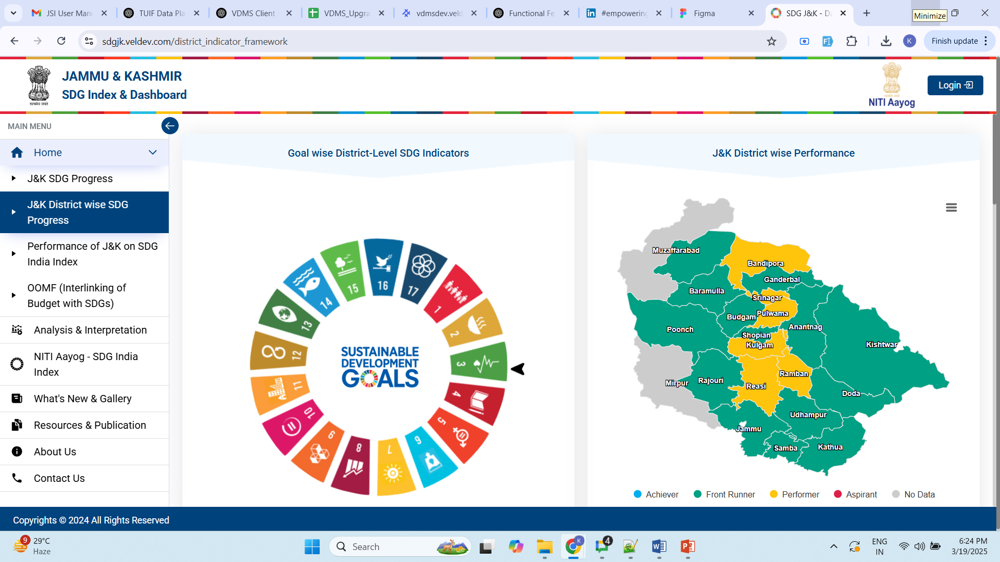 JSI User Manu
TUIF Data Pla
VDMS Client
VDMS_Upgra
vdmsdev.veld
Functional Fe
#empowering
Figma
SDG J&K - Da
Minimize
sdgjk.veldev.com/district_indicator_framework
K
Finish update
JAMMU & KASHMIR
SDG Index & Dashboard
सत्यमेव जयते
NITI Aayog
Login
MAIN MENU
Home
J&K SDG Progress
J&K District wise SDG
Progress
Performance of J&K on SDG
India Index
OOMF (Interlinking of
Budget with SDGs)
Analysis & Interpretation
NITI Aayog - SDG India
Index
What's New & Gallery
Resources & Publication
About Us
Contact Us
Goal wise District-Level SDG Indicators
1
2
3
4
5
6
7
8
9
10
11
12
13
14
15
16
17
SUSTAINABLE
DEVELOPMENT
GOALS
J&K District wise Performance
Muzaffarabad
Bandipora
Ganderbal
Baramulla
Srinagar
Budgam
Pulwama
Poonch
Anantnag
Shopian
Kulgam
Kishtwar
Ramban
Rajouri
Mirpur
Reasi
Doda
Udhampur
Jammu
Samba
Kathua
Achiever
Front Runner
Performer
Aspirant
No Data
Copyrights © 2024 All Rights Reserved
9
29°C
Haze
Search
K
4
ENG
IN
6:24 PM
3/19/2025